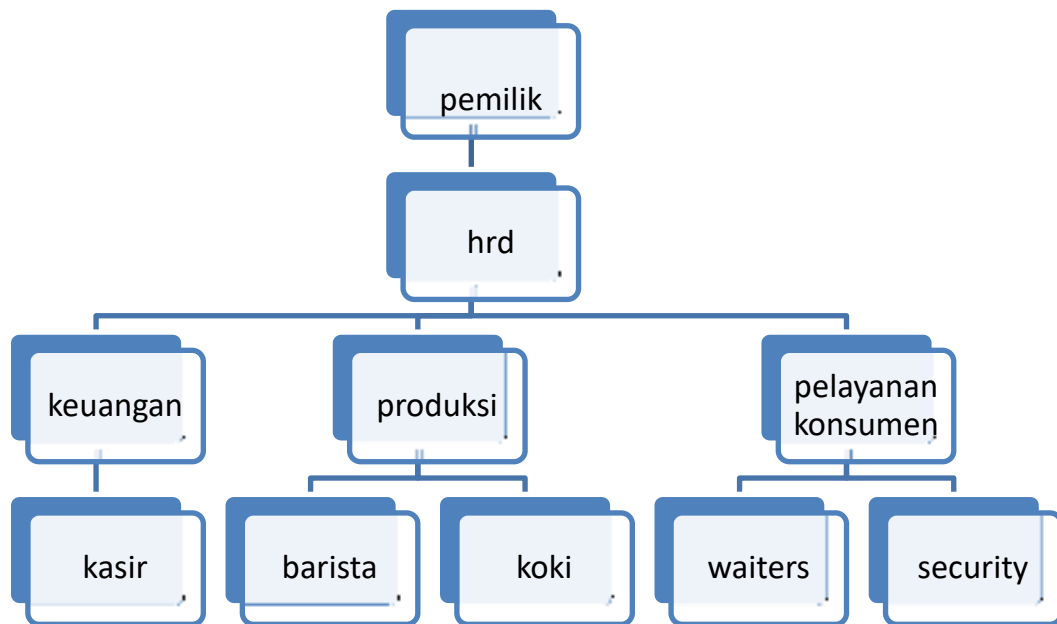 pemilik
hrd
keuangan
produksi
pelayanan
konsumen
kasir
barista
koki
waiters
security